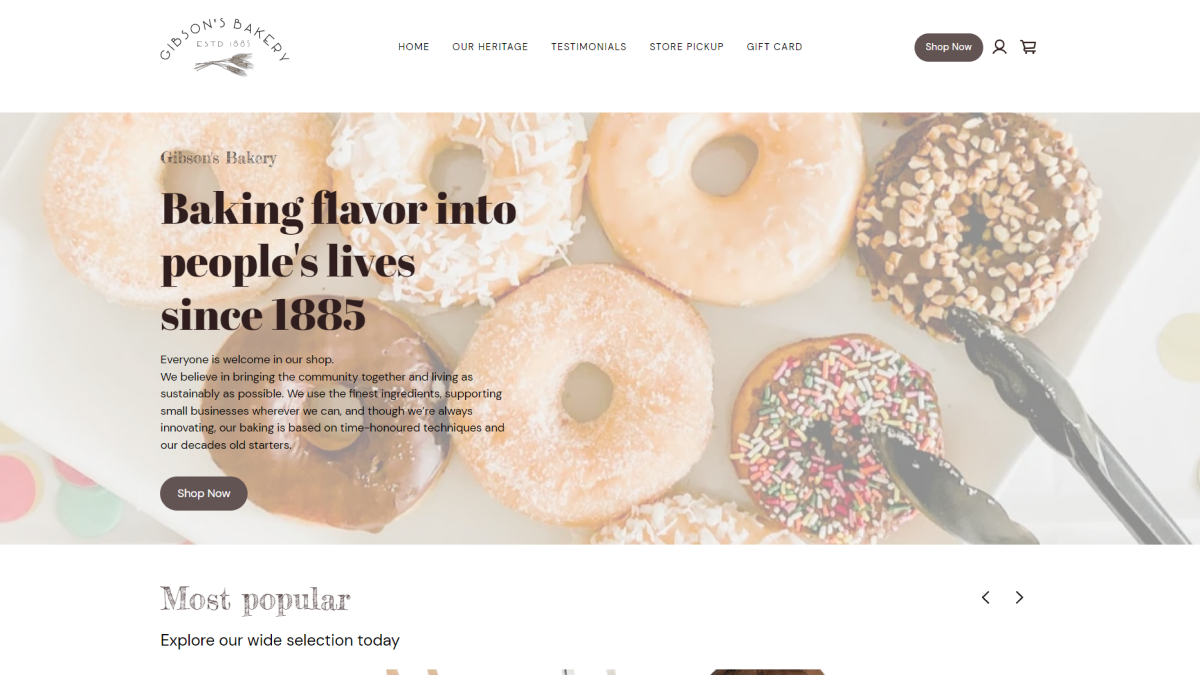 GIBSON'S BAKERY
ESTD 1885
HOME
OUR HERITAGE
TESTIMONIALS
STORE PICKUP
GIFT CARD
Shop Now
Gibson's Bakery
Baking flavor into
people's lives
since 1885
Everyone is welcome in our shop.
We believe in bringing the community together and living as
sustainably as possible. We use the finest ingredients, supporting
small businesses wherever we can, and though we're always
innovating, our baking is based on time-honoured techniques and
our decades old starters.
Shop Now
Most popular
Explore our wide selection today